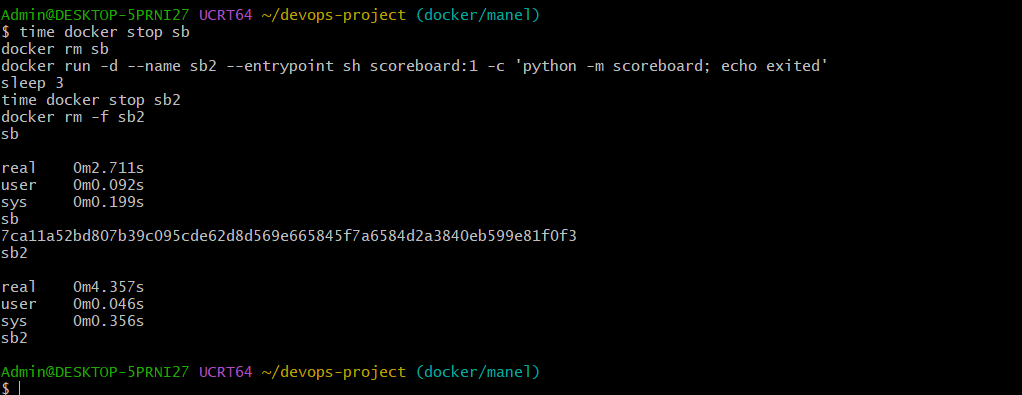 Admin@DESKTOP-5PRNI27 UCRT64 ~/devops-project (docker/manel)
$ time docker stop sb
docker rm sb
docker run -d --name sb2 --entrypoint sh scoreboard:1 -c 'python -m scoreboard; echo exited'
sleep 3
time docker stop sb2
docker rm -f sb2
sb
real    0m2.711s
user    0m0.092s
sys     0m0.199s
sb
7ca11a52bd807b39c095cde62d8d569e665845f7a6584d2a3840eb599e81f0f3
sb2
real    0m4.357s
user    0m0.046s
sys     0m0.356s
sb2
Admin@DESKTOP-5PRNI27 UCRT64 ~/devops-project (docker/manel)
$